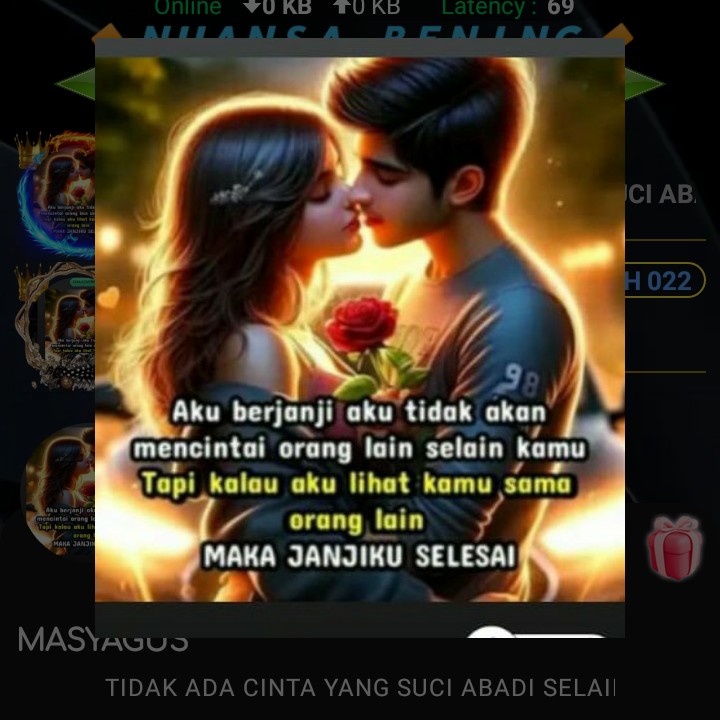 Online 0 KB 0 KB Latency : 69
NUANSA BENING
UCI AB
H 022
Aku berjanji aku tidak akan
mencintai orang lain selain kamu
Tapi kalau aku lihat kamu sama
orang lain
MAKA JANJIKU SELESAI
98
MASYAGUS
TIDAK ADA CINTA YANG SUCI ABADI SELAI